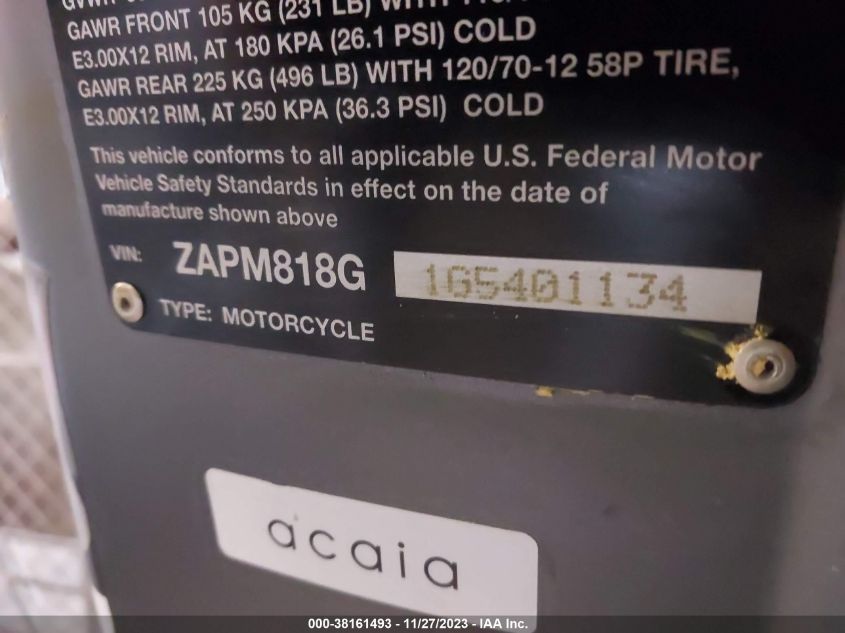 GAWR FRONT 105 KG (231 LB) WITH
E3.00X12 RIM, AT 180 KPA (26.1 PSI) COLD
GAWR REAR 225 KG (496 LB) WITH 120/70-12 58P TIRE,
E3.00X12 RIM, AT 250 KPA (36.3 PSI) COLD
This vehicle conforms to all applicable U.S. Federal Motor
Vehicle Safety Standards in effect on the date of
manufacture shown above
VIN: ZAPM818G 1G5401134
TYPE: MOTORCYCLE
acaia
000-38161493 - 11/27/2023 - IAA Inc.